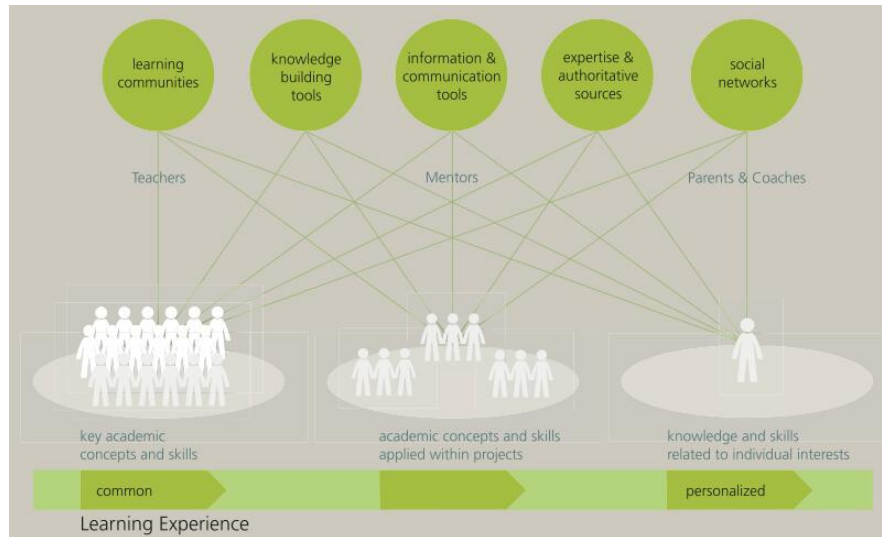 learning
communities
knowledge
building
tools
information &
communication
tools
expertise &
authoritative
sources
social
networks
Teachers
Mentors
Parents & Coaches
key academic
concepts and skills
academic concepts and skills
applied within projects
knowledge and skills
related to individual interests
common
personalized
Learning Experience